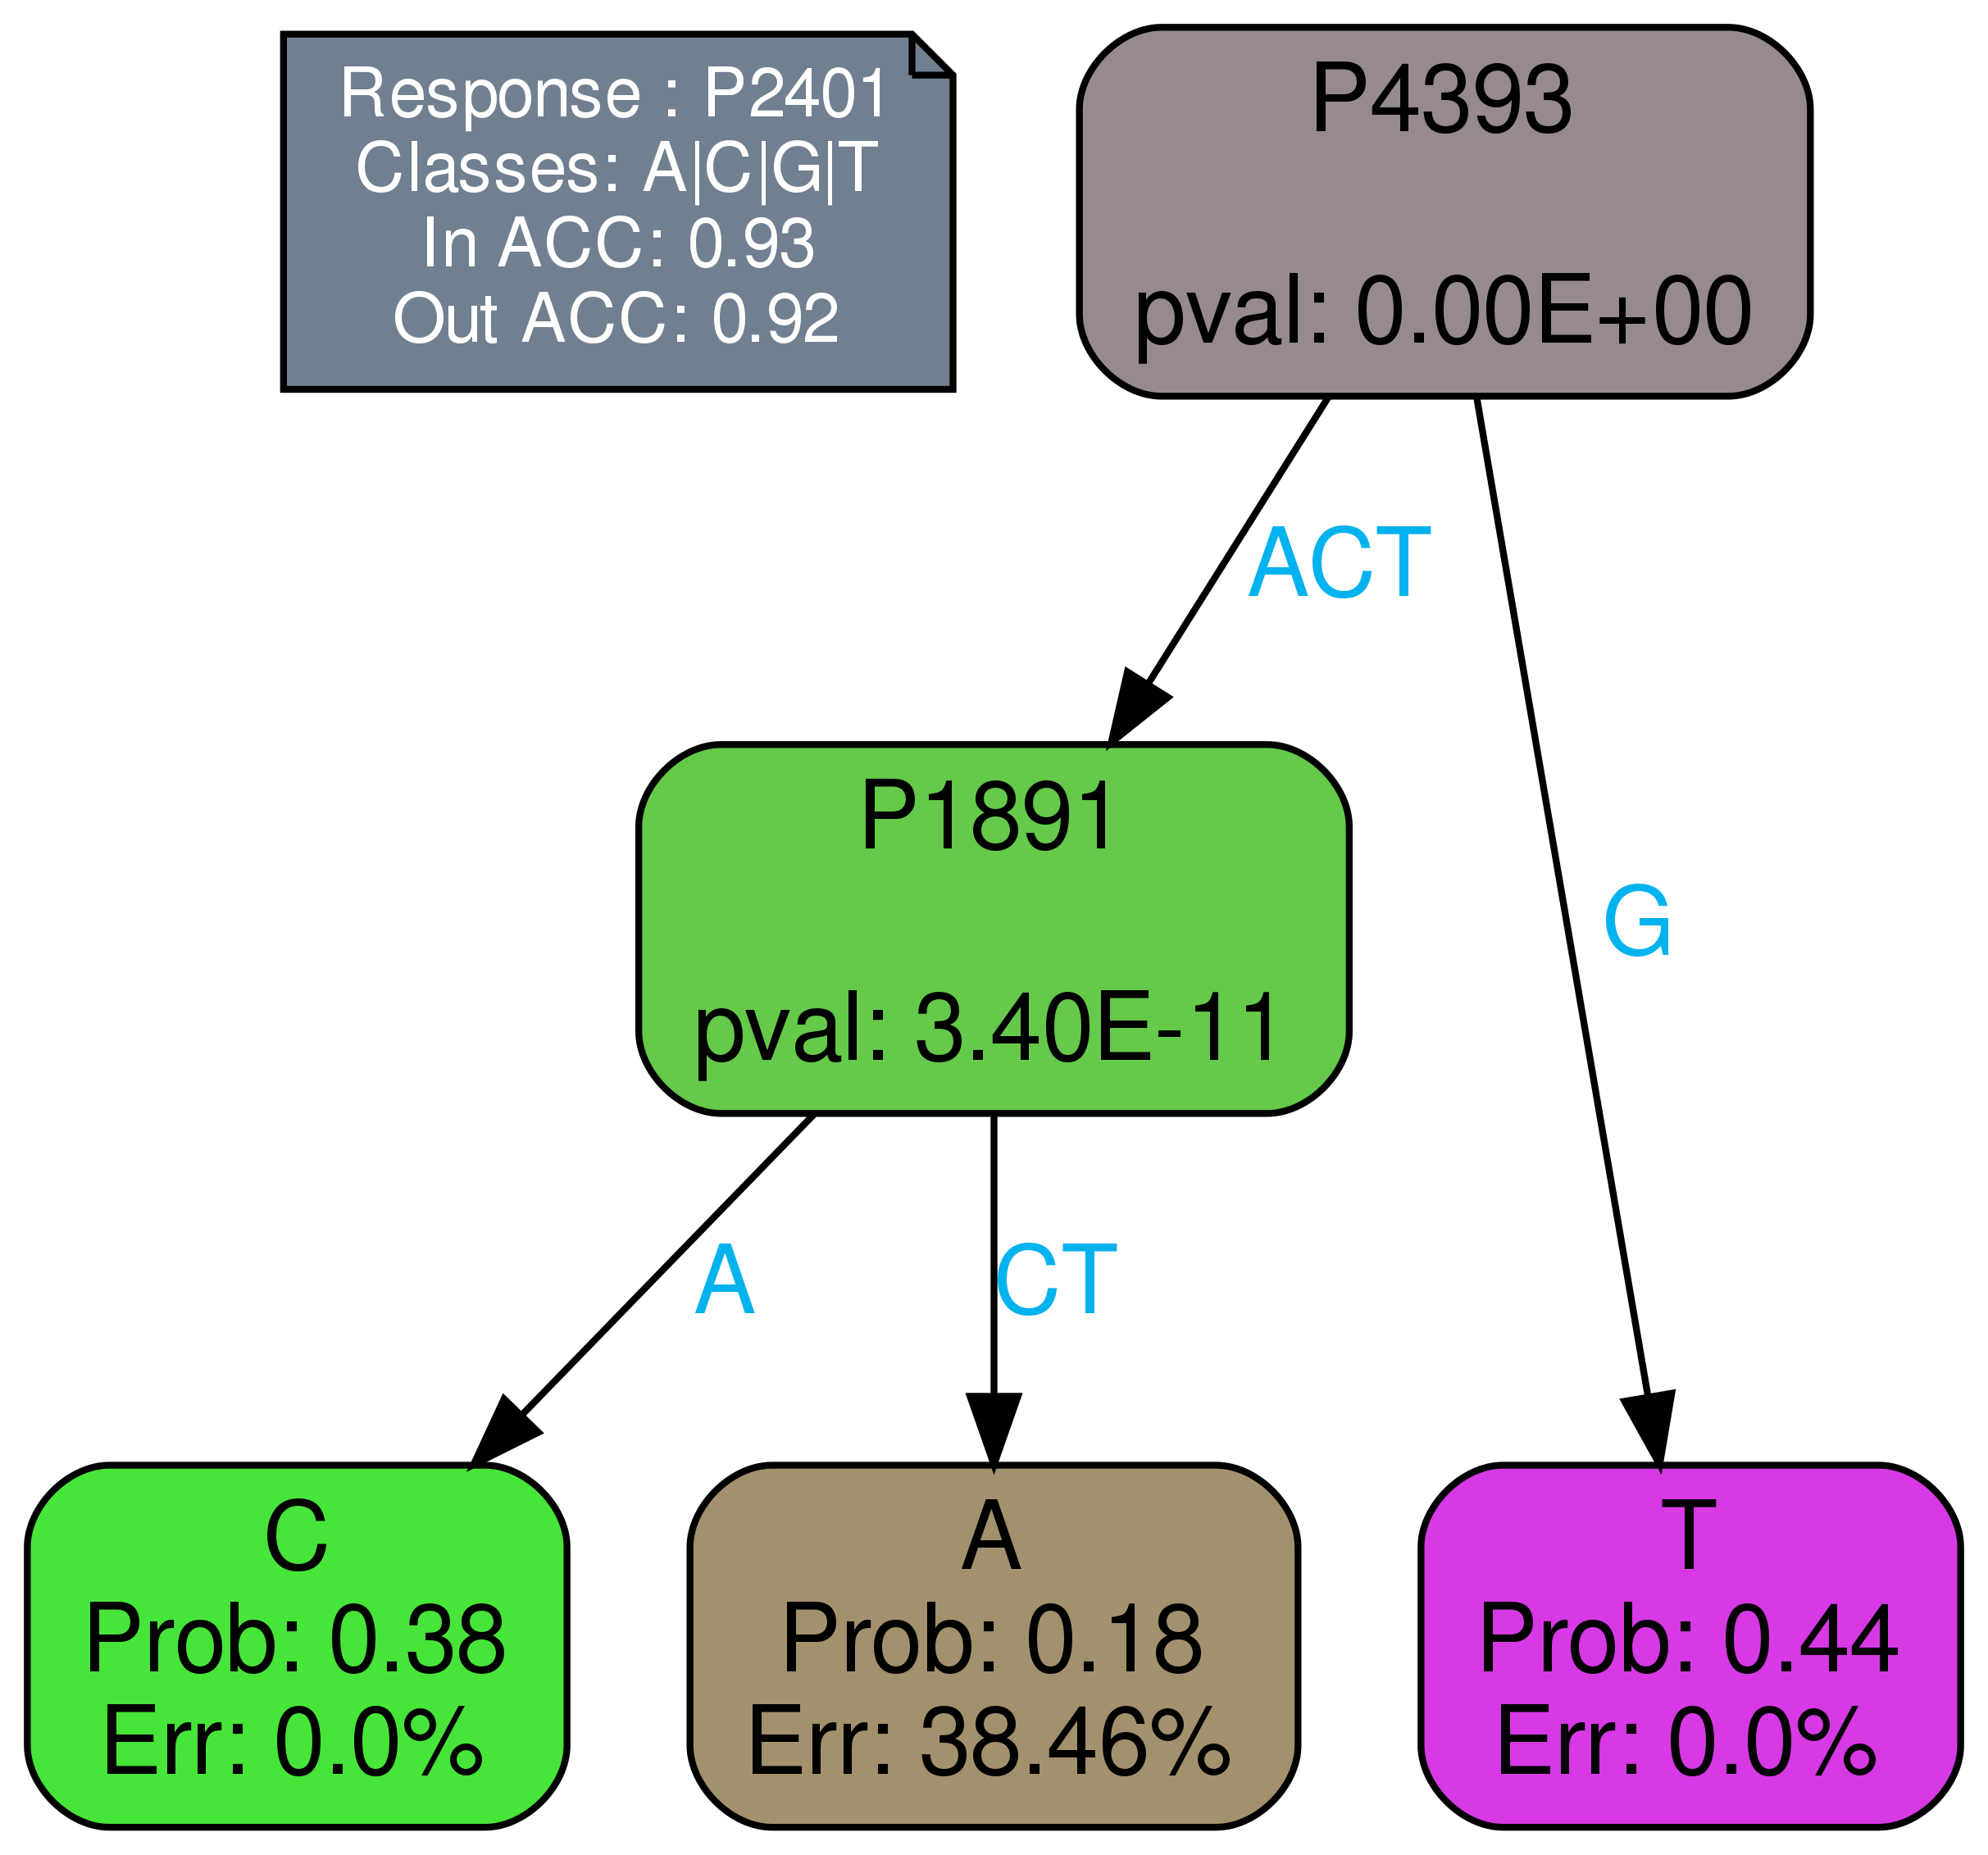 Response : P2401
Classes: A|C|G|T
In ACC: 0.93
Out ACC: 0.92
P4393
pval: 0.00E+00
ACT
P1891
pval: 3.40E-11
G
A
CT
C
Prob: 0.38
Err: 0.0%
A
Prob: 0.18
Err: 38.46%
T
Prob: 0.44
Err: 0.0%